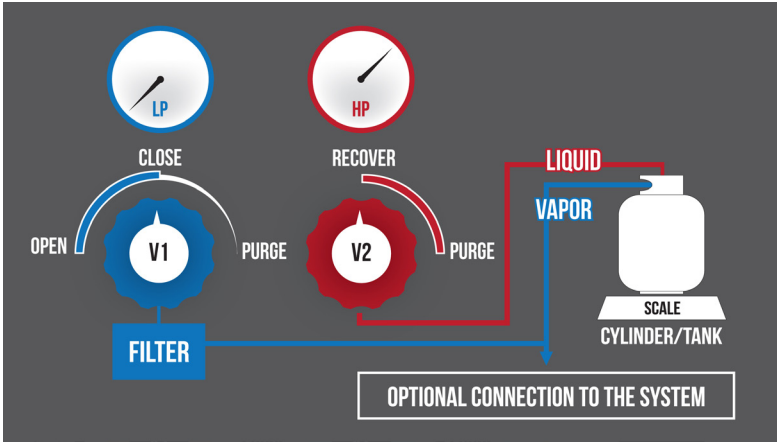 LP
HP
CLOSE
RECOVER
OPEN
V1
PURGE
V2
PURGE
LIQUID
VAPOR
FILTER
SCALE
CYLINDER/TANK
OPTIONAL CONNECTION TO THE SYSTEM